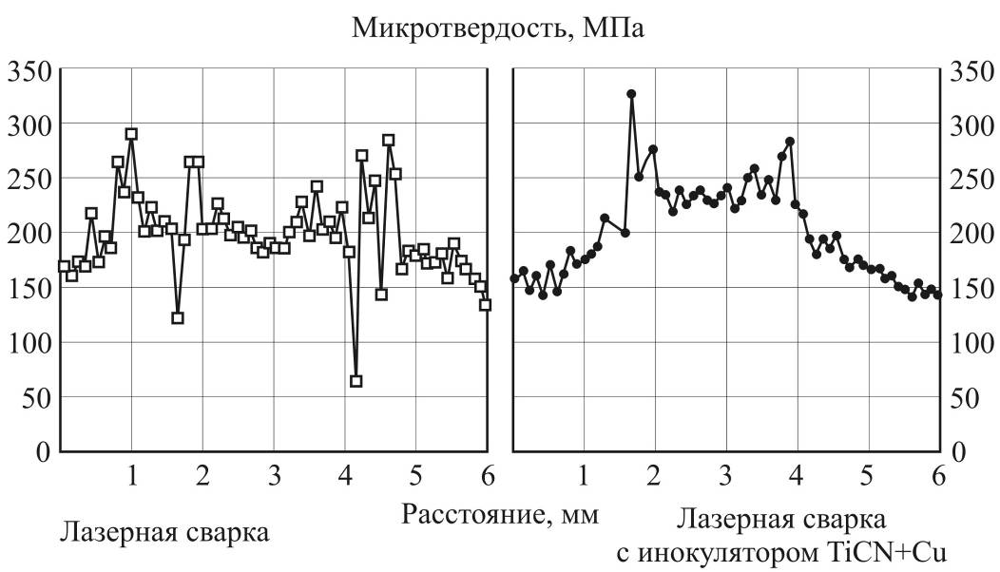 Микротвердость, МПа
350 350
300 300
250 250
200 200
150 150
100 100
50 50
0 0
1 2 3 4 5 6 1 2 3 4 5 6
Расстояние, мм
Лазерная сварка
Лазерная сварка
с инокулятором TiCN+Cu